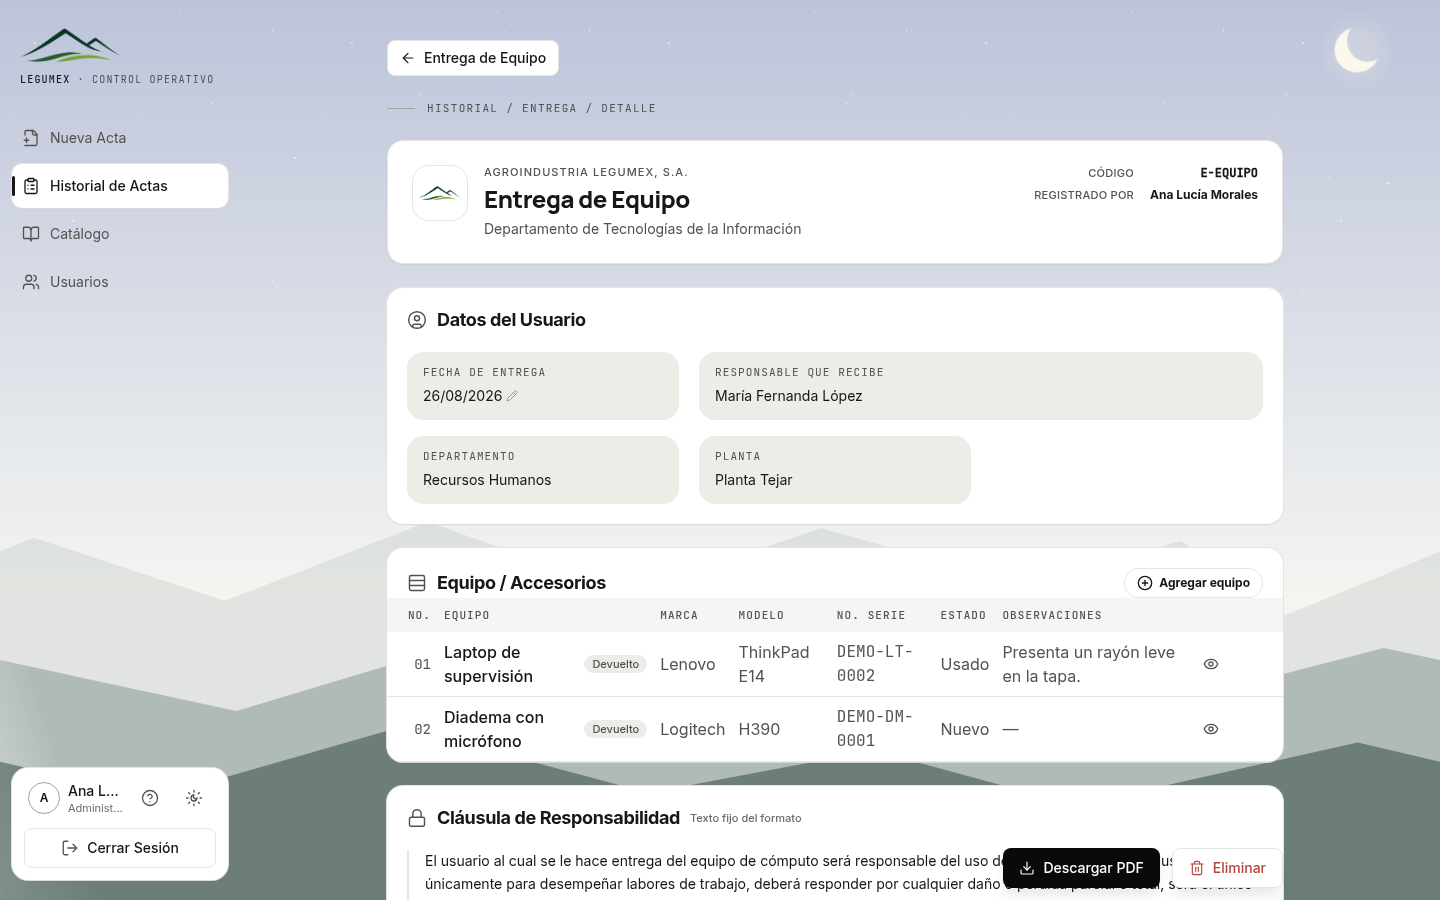 LEGUMEX · CONTROL OPERATIVO
Nueva Acta
Historial de Actas
Catálogo
Usuarios
Entrega de Equipo
HISTORIAL / ENTREGA / DETALLE
AGROINDUSTRIA LEGUMEX, S.A.
Entrega de Equipo
Departamento de Tecnologías de la Información
CÓDIGO E-EQUIPO
REGISTRADO POR Ana Lucía Morales
Datos del Usuario
FECHA DE ENTREGA
26/08/2026
RESPONSABLE QUE RECIBE
María Fernanda López
DEPARTAMENTO
Recursos Humanos
PLANTA
Planta Tejar
Equipo / Accesorios
Agregar equipo
NO. EQUIPO MARCA MODELO NO. SERIE ESTADO OBSERVACIONES
01 Laptop de supervisión Devuelto Lenovo ThinkPad E14 DEMO-LT-0002 Usado Presenta un rayón leve en la tapa.
02 Diadema con micrófono Devuelto Logitech H390 DEMO-DM-0001 Nuevo —
Cláusula de Responsabilidad Texto fijo del formato
El usuario al cual se le hace entrega del equipo de cómputo será responsable del uso
únicamente para desempeñar labores de trabajo, deberá responder por cualquier daño
Descargar PDF
Eliminar
A
Ana L...
Administ...
Cerrar Sesión